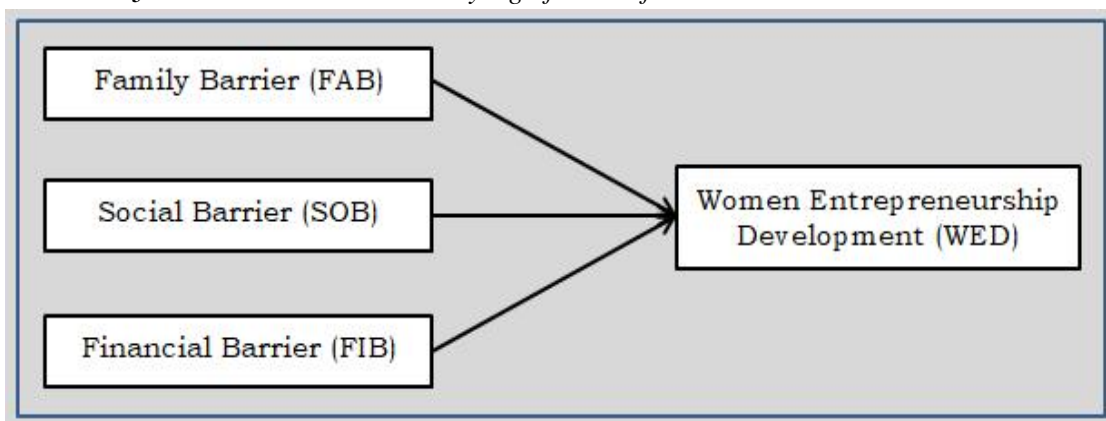 Family Barrier (FAB)
Social Barrier (SOB)
Women Entrepreneurship
Development (WED)
Financial Barrier (FIB)